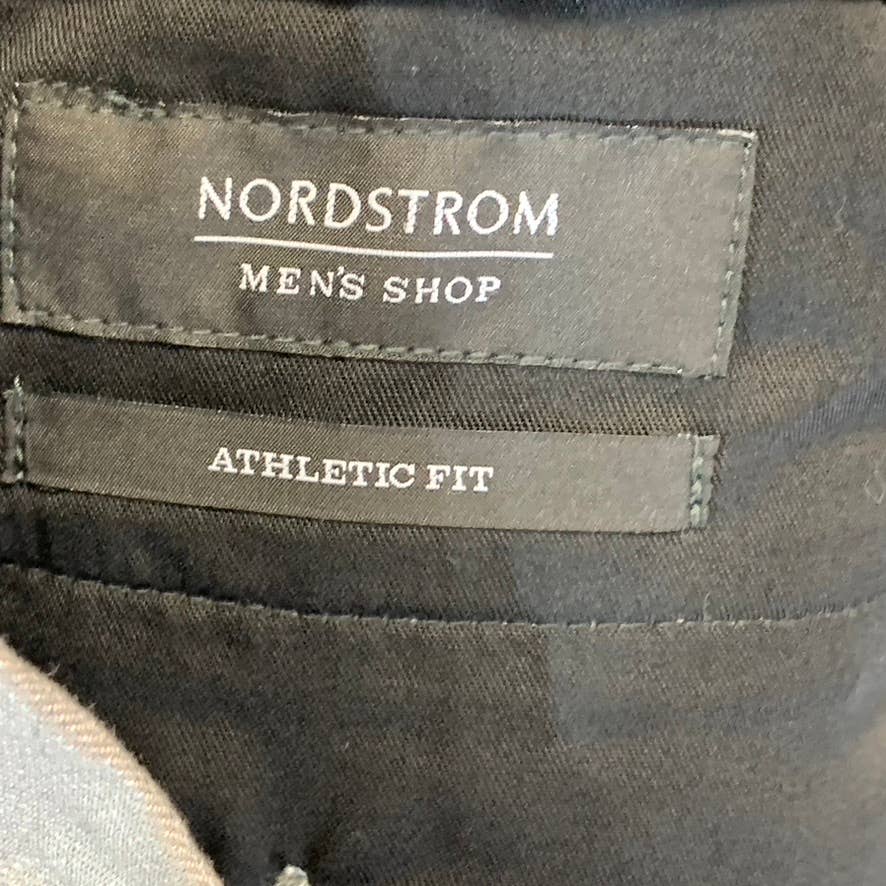 NORDSTROM
MEN'S SHOP
ATHLETIC FIT